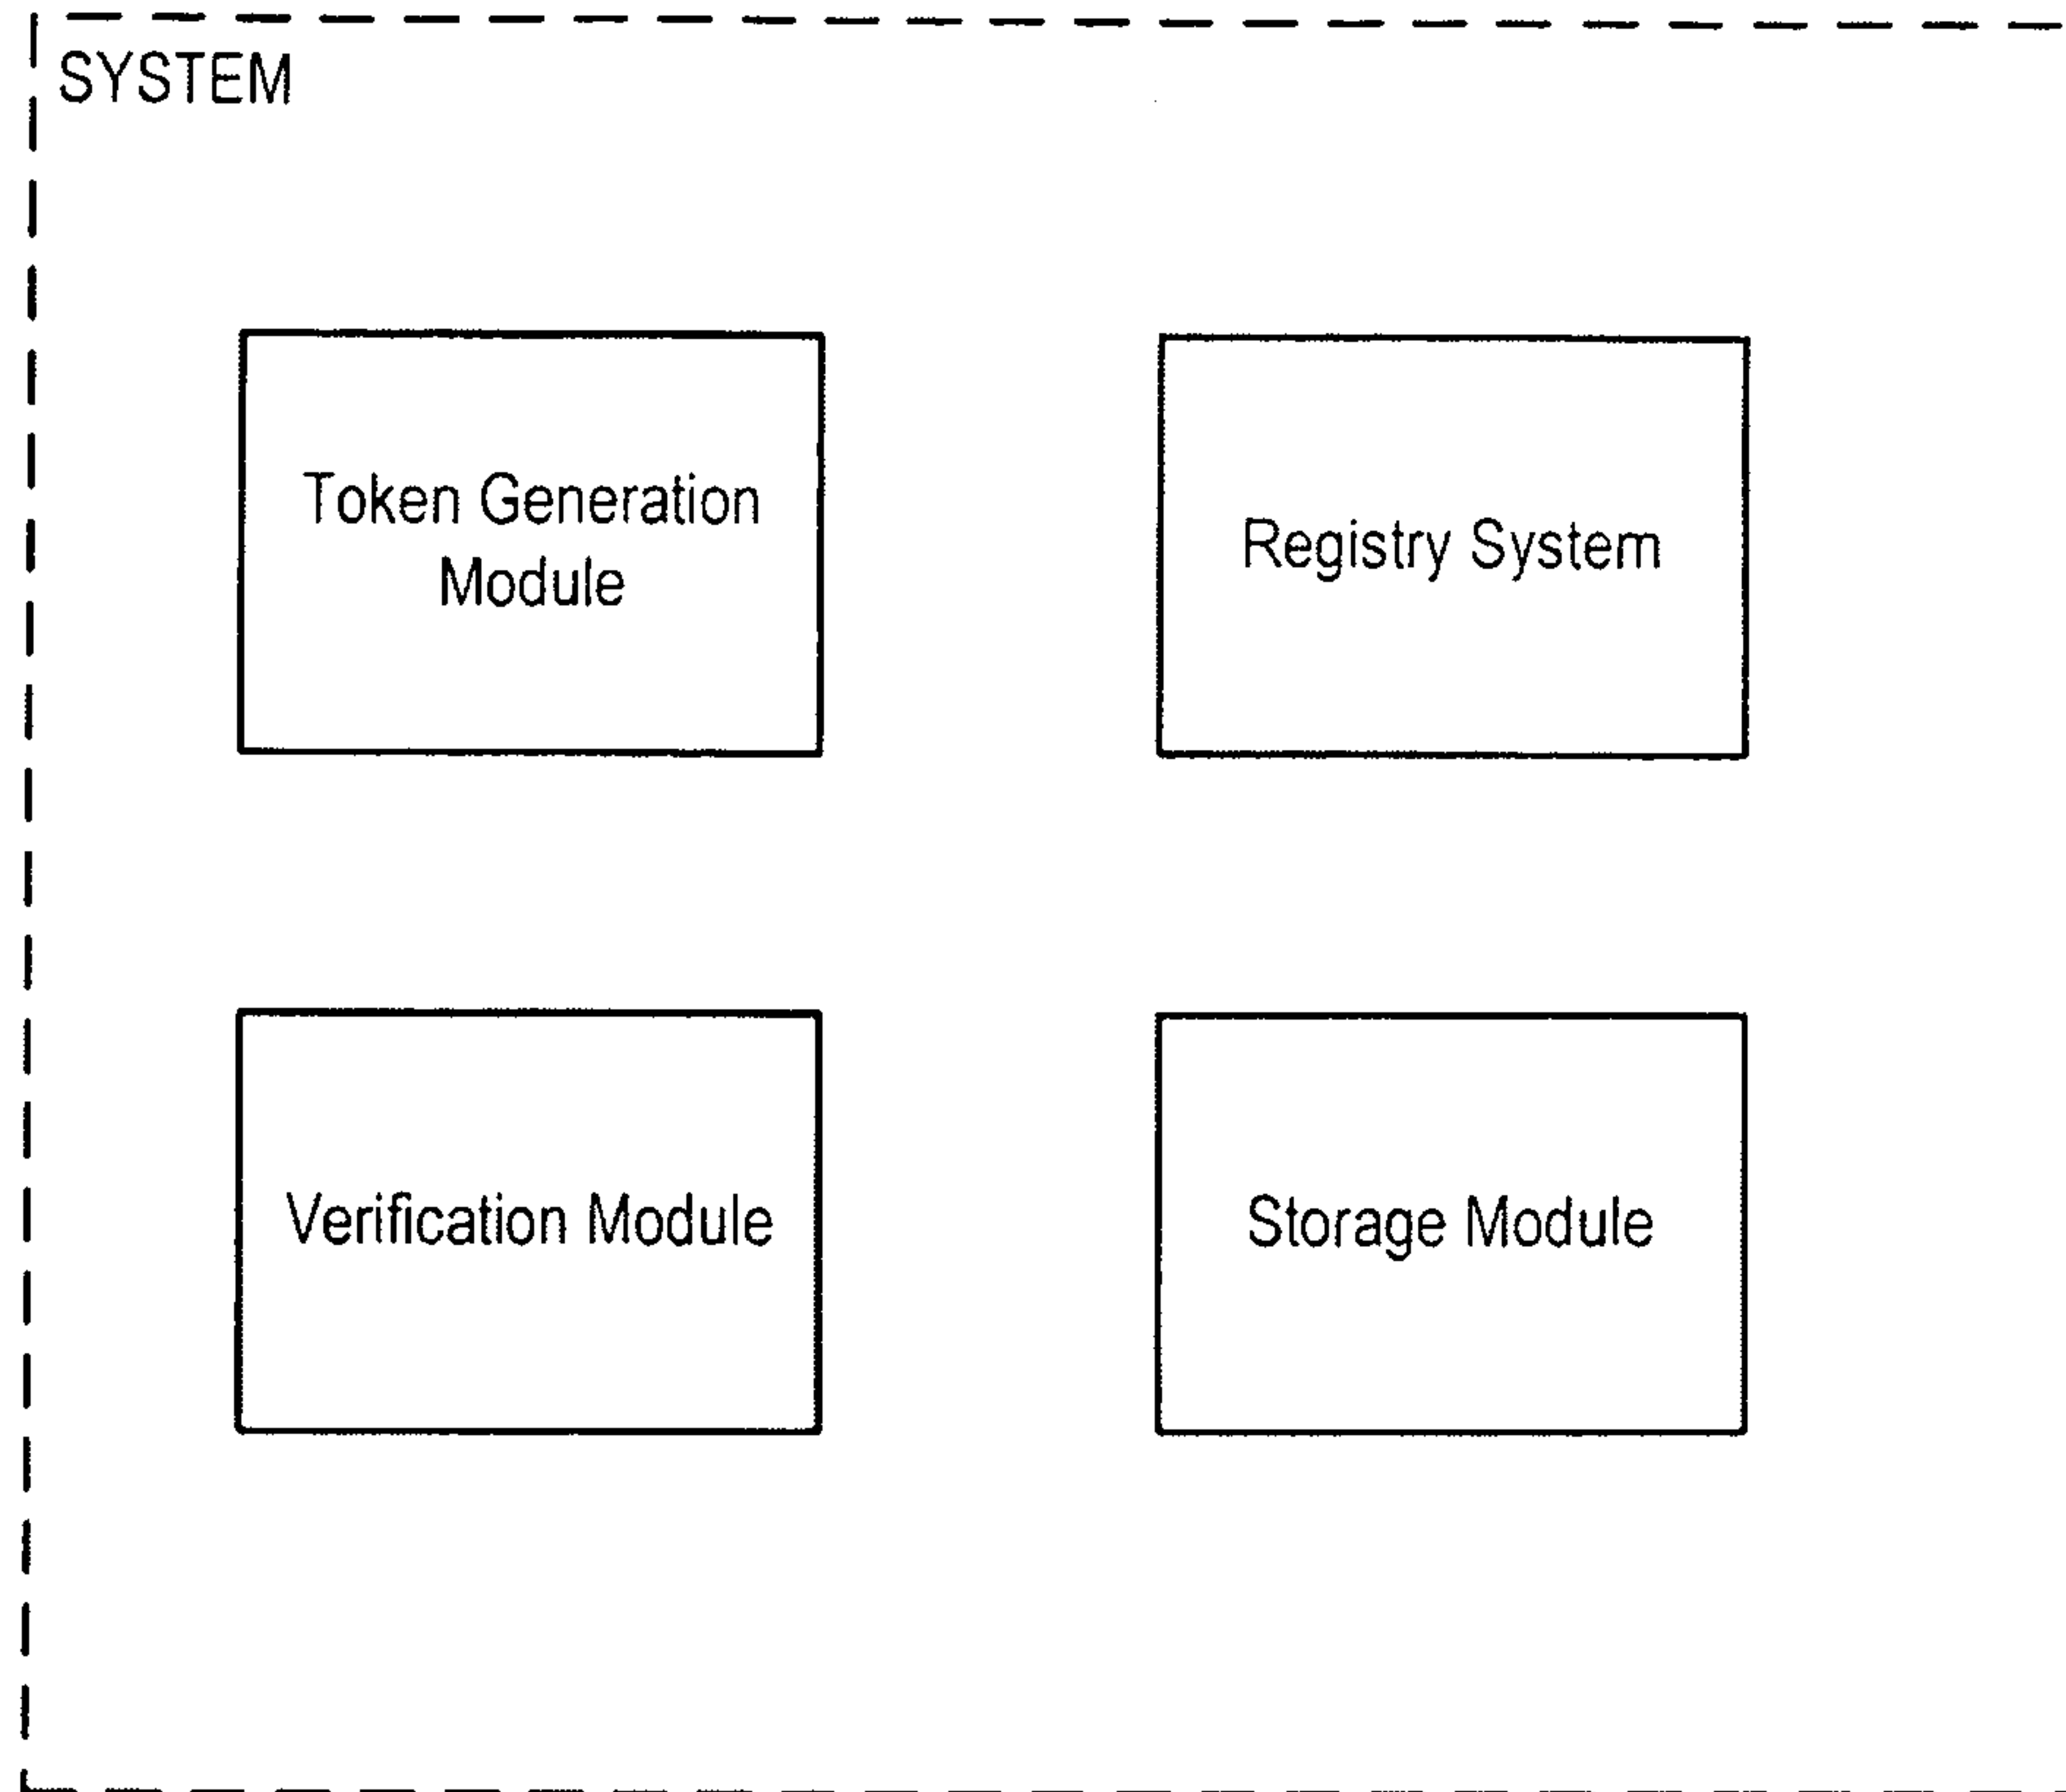 SYSTEM
Token Generation
Module
Registry System
Verification Module
Storage Module